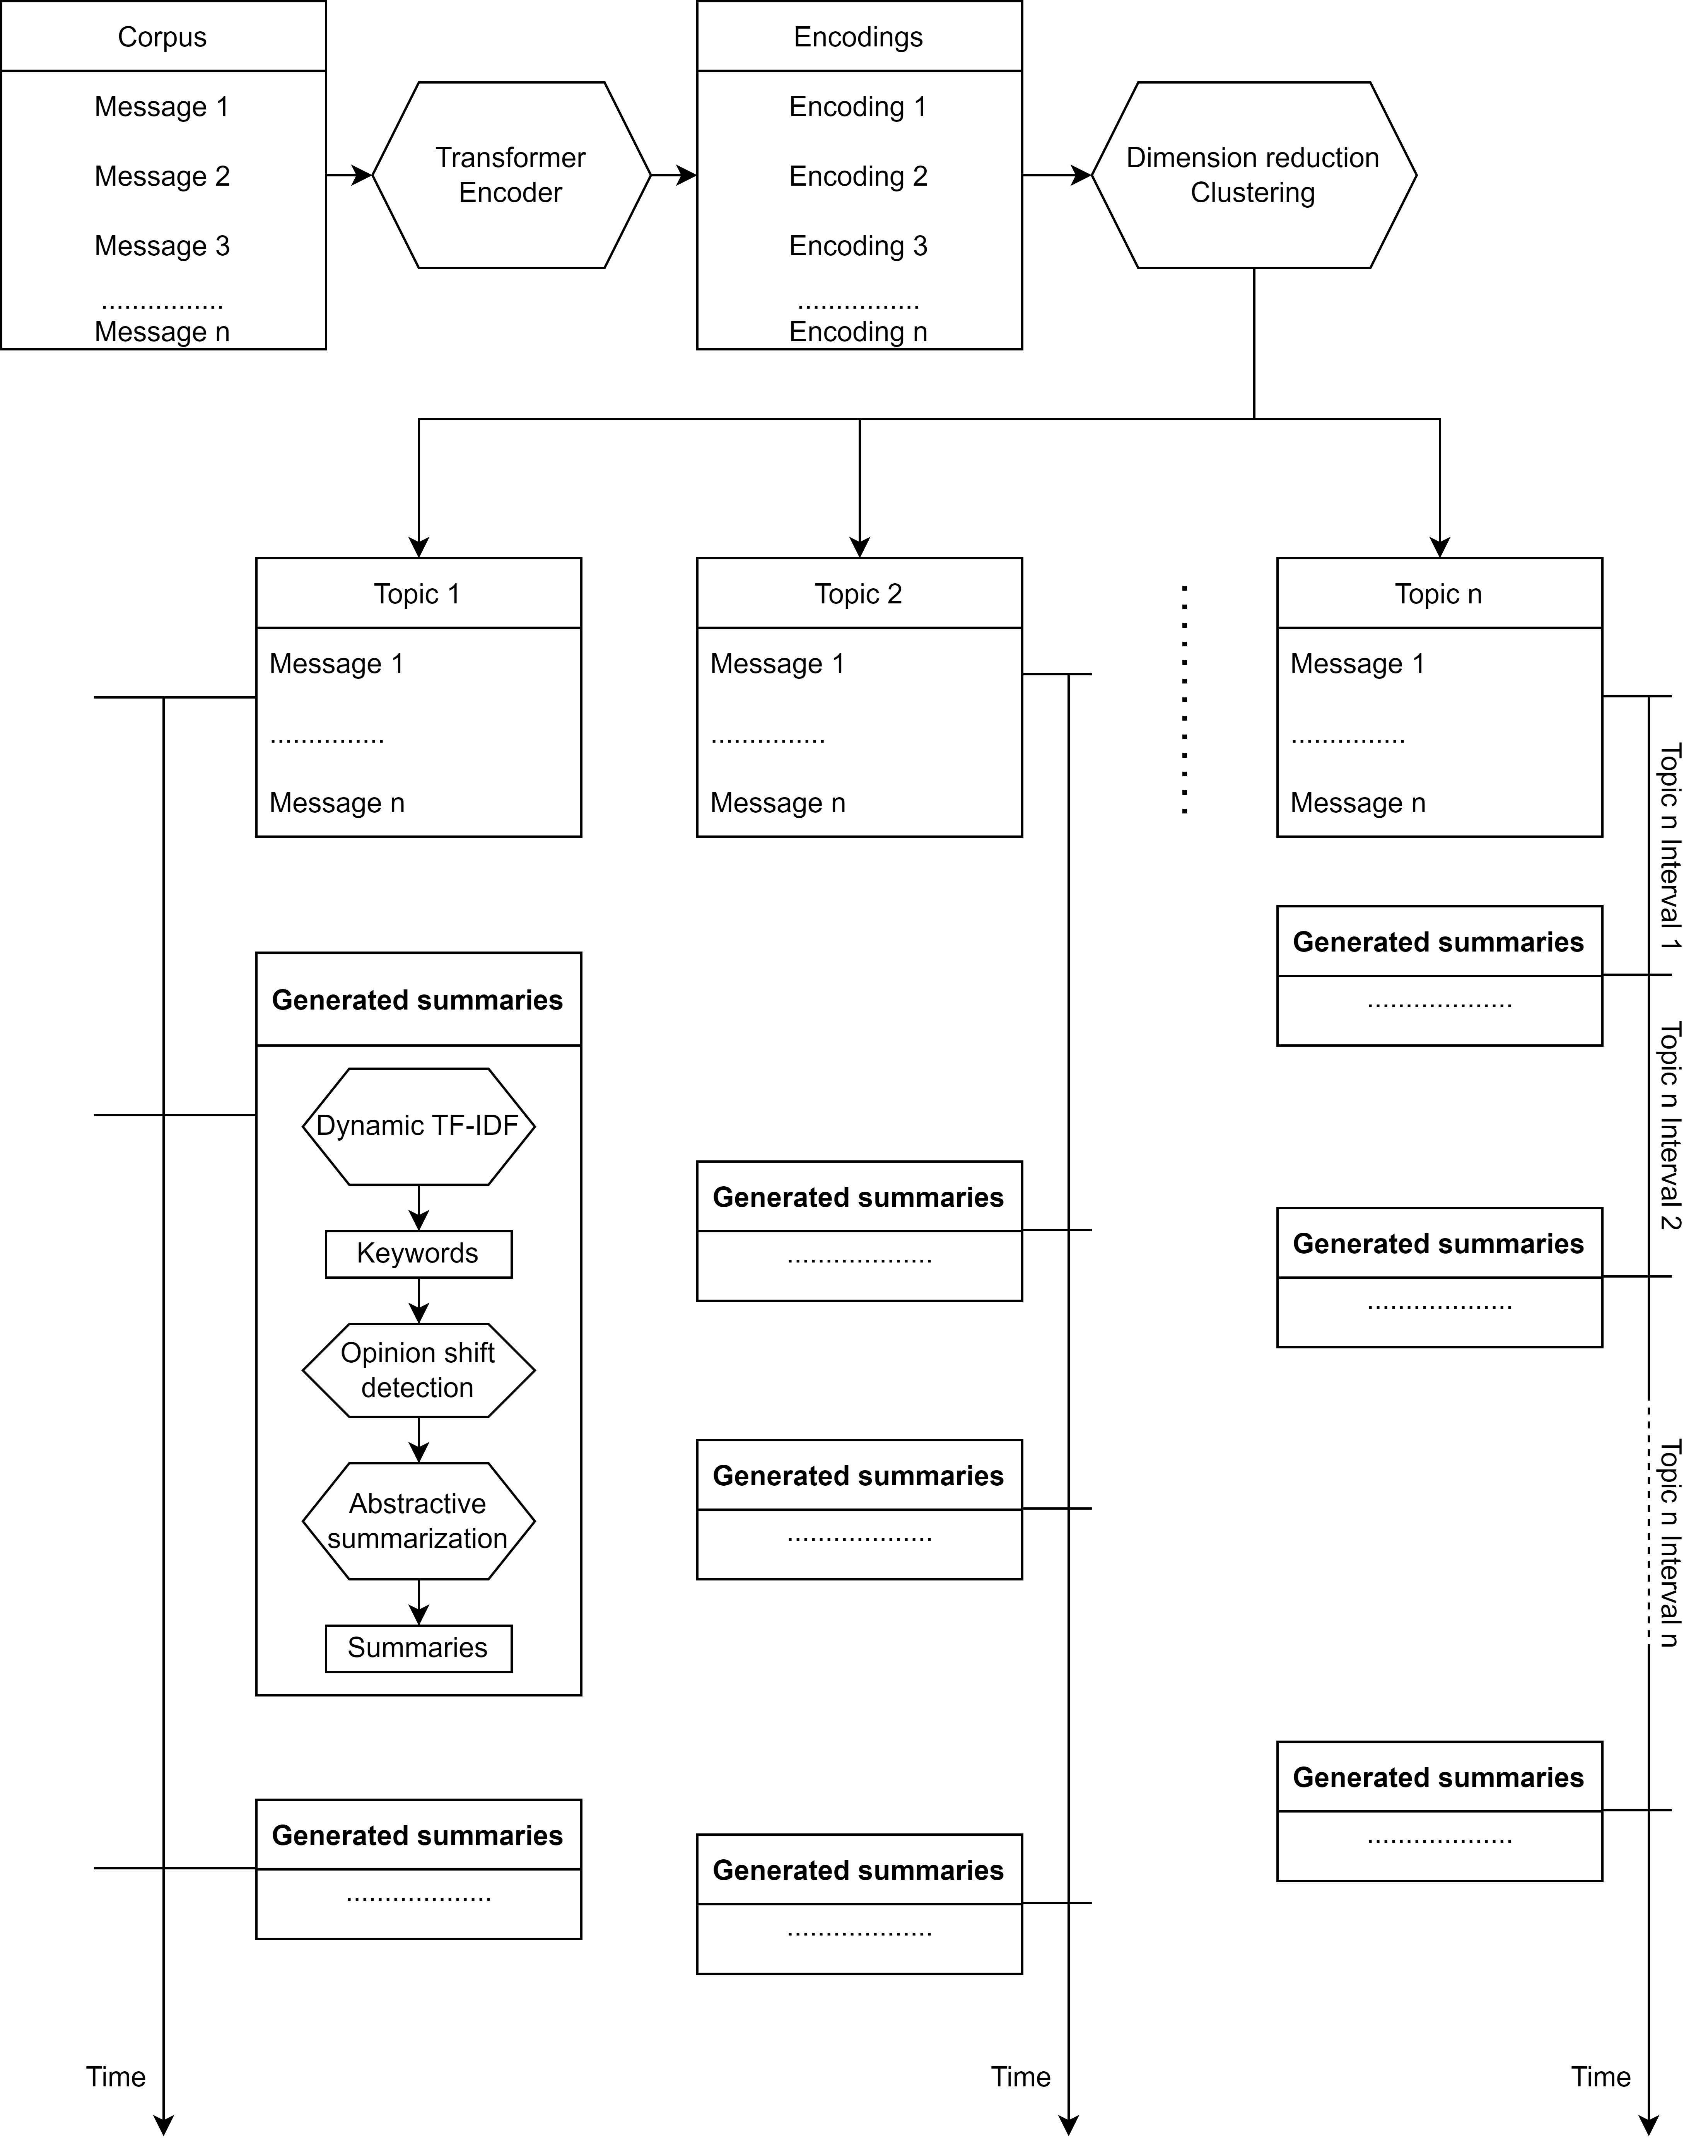 Corpus
Message 1
Message 2
Message 3
................
Message n
Transformer
Encoder
Encodings
Encoding 1
Encoding 2
Encoding 3
................
Encoding n
Dimension reduction
Clustering
Topic 1
Message 1
...............
Message n
Topic 2
Message 1
...............
Message n
Topic n
Message 1
...............
Message n
Generated summaries
Dynamic TF-IDF
Keywords
Opinion shift
detection
Abstractive
summarization
Summaries
Generated summaries
...................
Time
Generated summaries
...................
Generated summaries
...................
Generated summaries
...................
Time
Generated summaries
...................
Generated summaries
...................
Generated summaries
...................
Topic n Interval 1
Topic n Interval 2
Topic n Interval n
Time